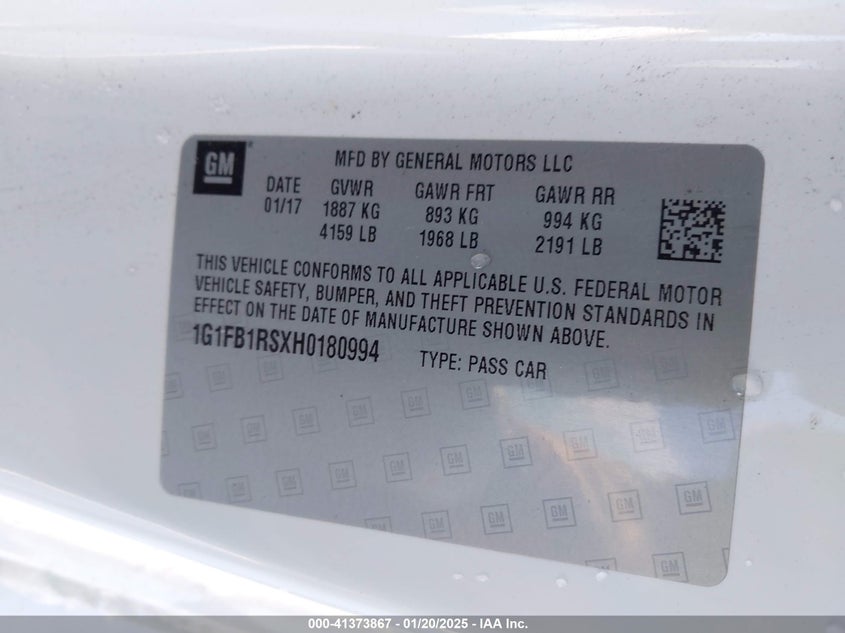 GM
MFD BY GENERAL MOTORS LLC
DATE GVWR GAWR FRT GAWR RR
01/17 1887 KG 893 KG 994 KG
4159 LB 1968 LB 2191 LB
THIS VEHICLE CONFORMS TO ALL APPLICABLE U.S. FEDERAL MOTOR
VEHICLE SAFETY, BUMPER, AND THEFT PREVENTION STANDARDS IN
EFFECT ON THE DATE OF MANUFACTURE SHOWN ABOVE.
1G1FB1RSXH0180994 TYPE: PASS CAR
000-41373867 - 01/20/2025 - IAA Inc.